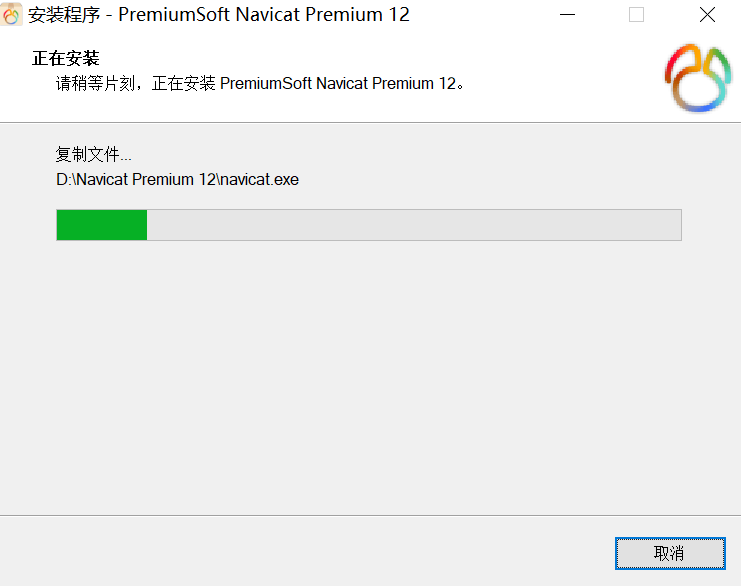 安装程序 - PremiumSoft Navicat Premium 12
正在安装
请稍等片刻，正在安装 PremiumSoft Navicat Premium 12。
复制文件...
D:\Navicat Premium 12\navicat.exe
取消